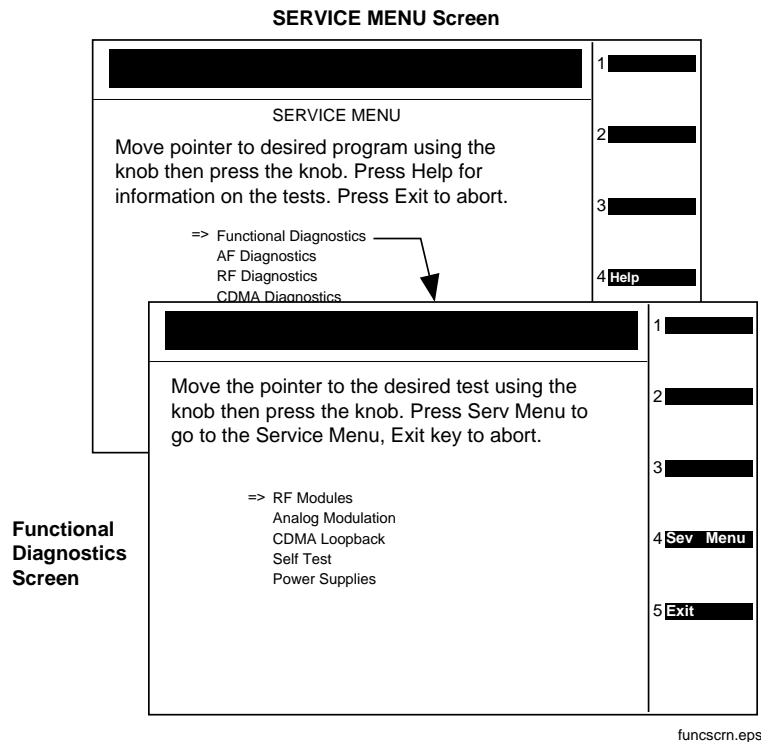 SERVICE MENU Screen
1
SERVICE MENU
2
Move pointer to desired program using the
knob then press the knob. Press Help for
information on the tests. Press Exit to abort.
3
=> Functional Diagnostics
AF Diagnostics
RF Diagnostics
4 Help
CDMA Diagnostics
1
Move the pointer to the desired test using the
knob then press the knob. Press Serv Menu to
go to the Service Menu, Exit key to abort.
2
3
=> RF Modules
Analog Modulation
CDMA Loopback
Self Test
Power Supplies
4 Sev Menu
5 Exit
Functional
Diagnostics
Screen
funcscrn.eps